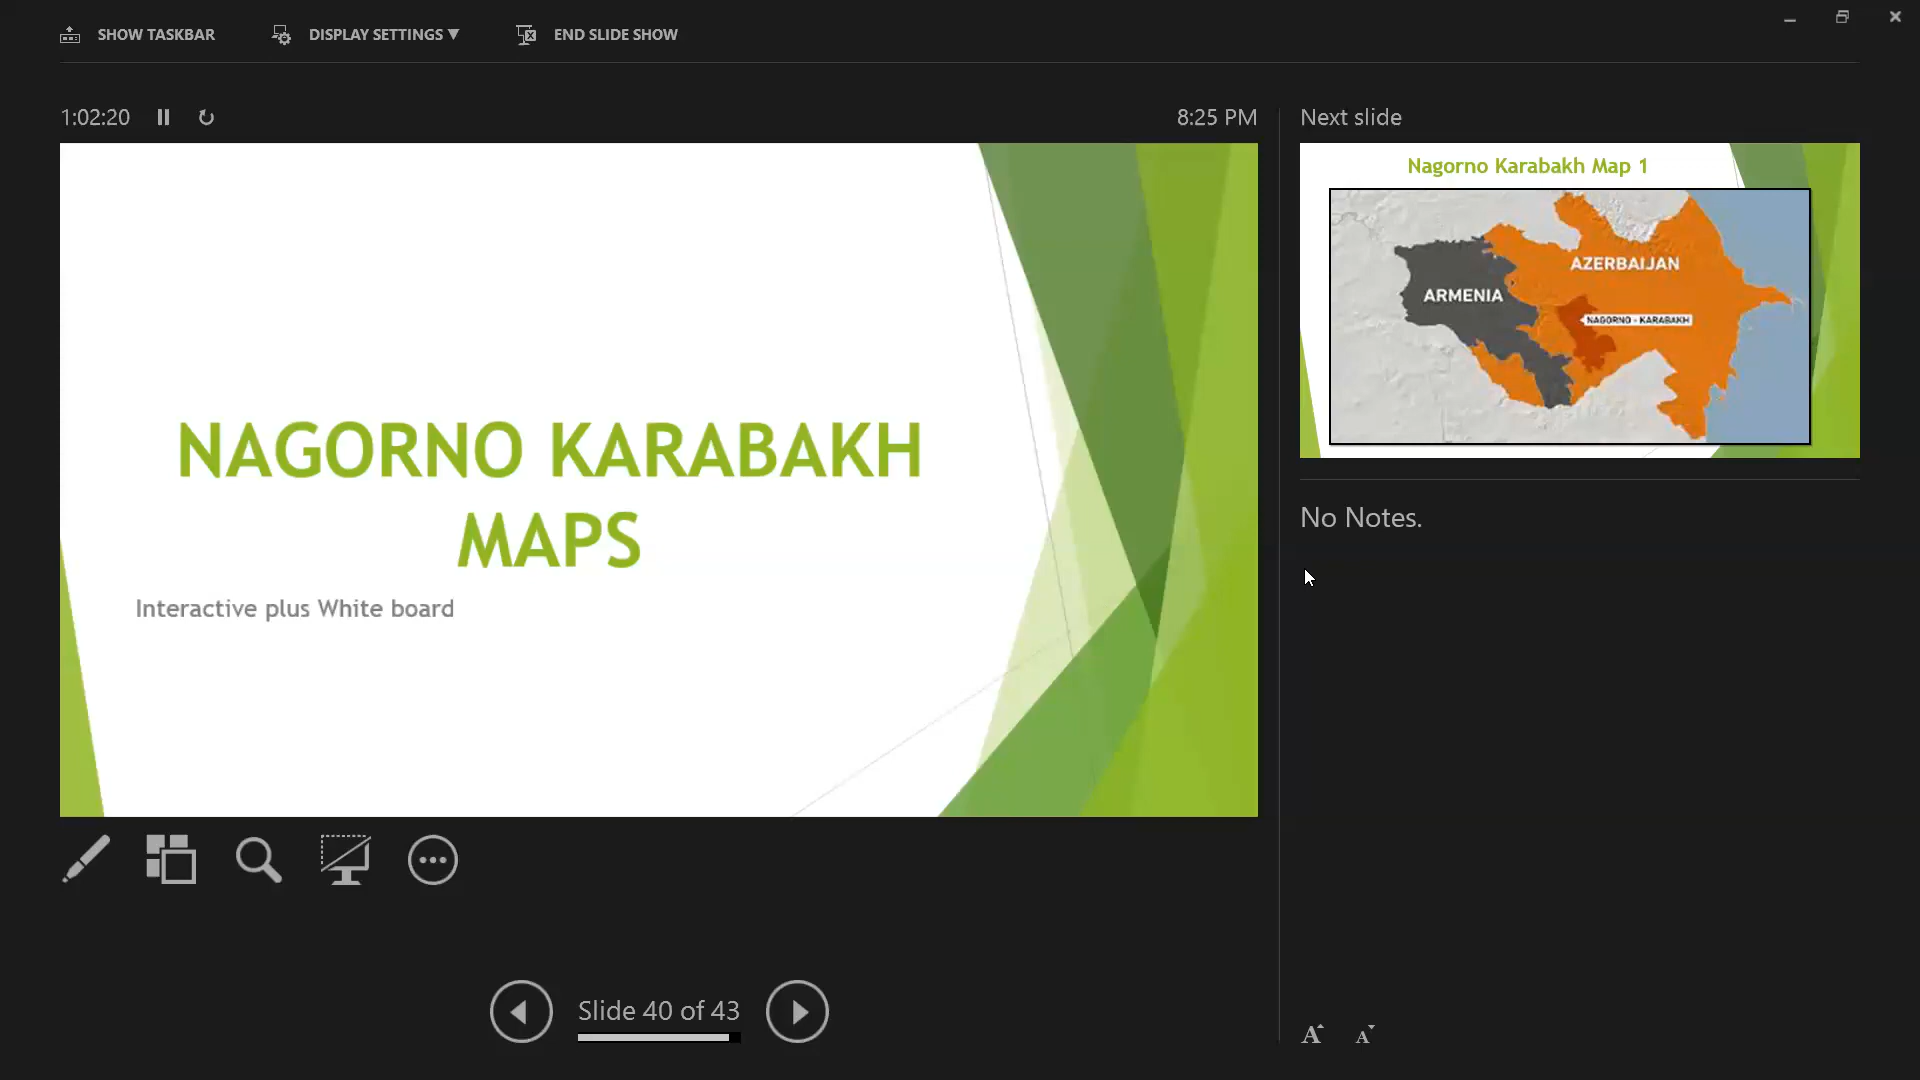 SHOW TASKBAR
DISPLAY SETTINGS ▼
END SLIDE SHOW
1:02:20
8:25 PM
NAGORNO KARABAKH
MAPS
Interactive plus White board
Next slide
Nagorno Karabakh Map 1
AZERBAIJAN
ARMENIA
NAGORNO - KARABAKH
No Notes.
Slide 40 of 43
A A